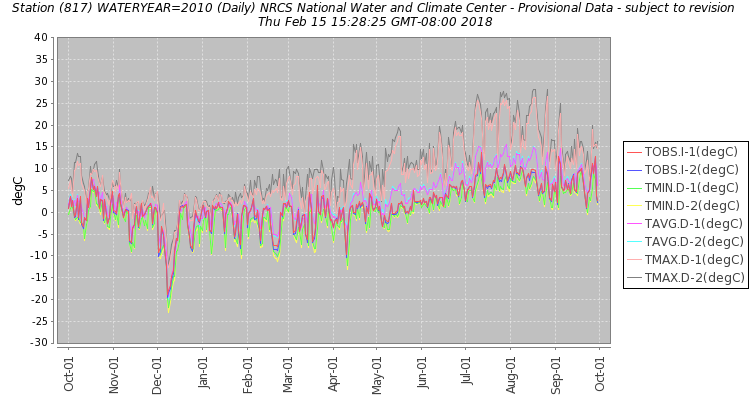 Station (817) WATERYEAR=2010 (Daily) NRCS National Water and Climate Center - Provisional Data - subject to revision
Thu Feb 15 15:28:25 GMT-08:00 2018
degC
40
35
30
25
20
15
10
5
0
-5
-10
-15
-20
-25
-30
Oct-01
Nov-01
Dec-01
Jan-01
Feb-01
Mar-01
Apr-01
May-01
Jun-01
Jul-01
Aug-01
Sep-01
Oct-01
TOBS.I-1(degC)
TOBS.I-2(degC)
TMIN.D-1(degC)
TMIN.D-2(degC)
TAVG.D-1(degC)
TAVG.D-2(degC)
TMAX.D-1(degC)
TMAX.D-2(degC)